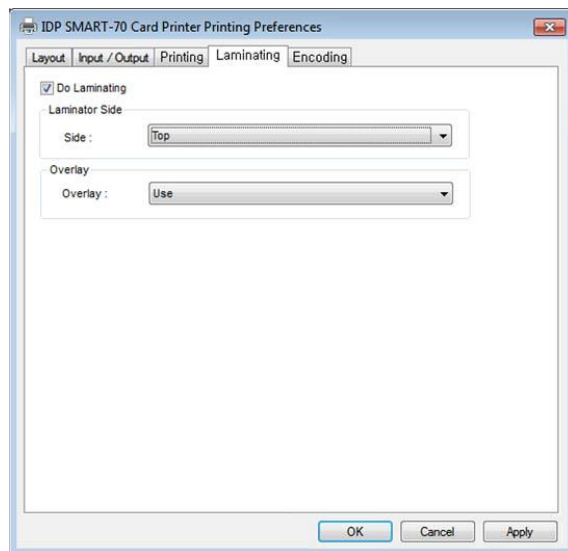 IDP SMART-70 Card Printer Printing Preferences
Layout Input / Output Printing Laminating Encoding
Do Laminating
Laminator Side
Side : Top
Overlay
Overlay : Use
OK Cancel Apply